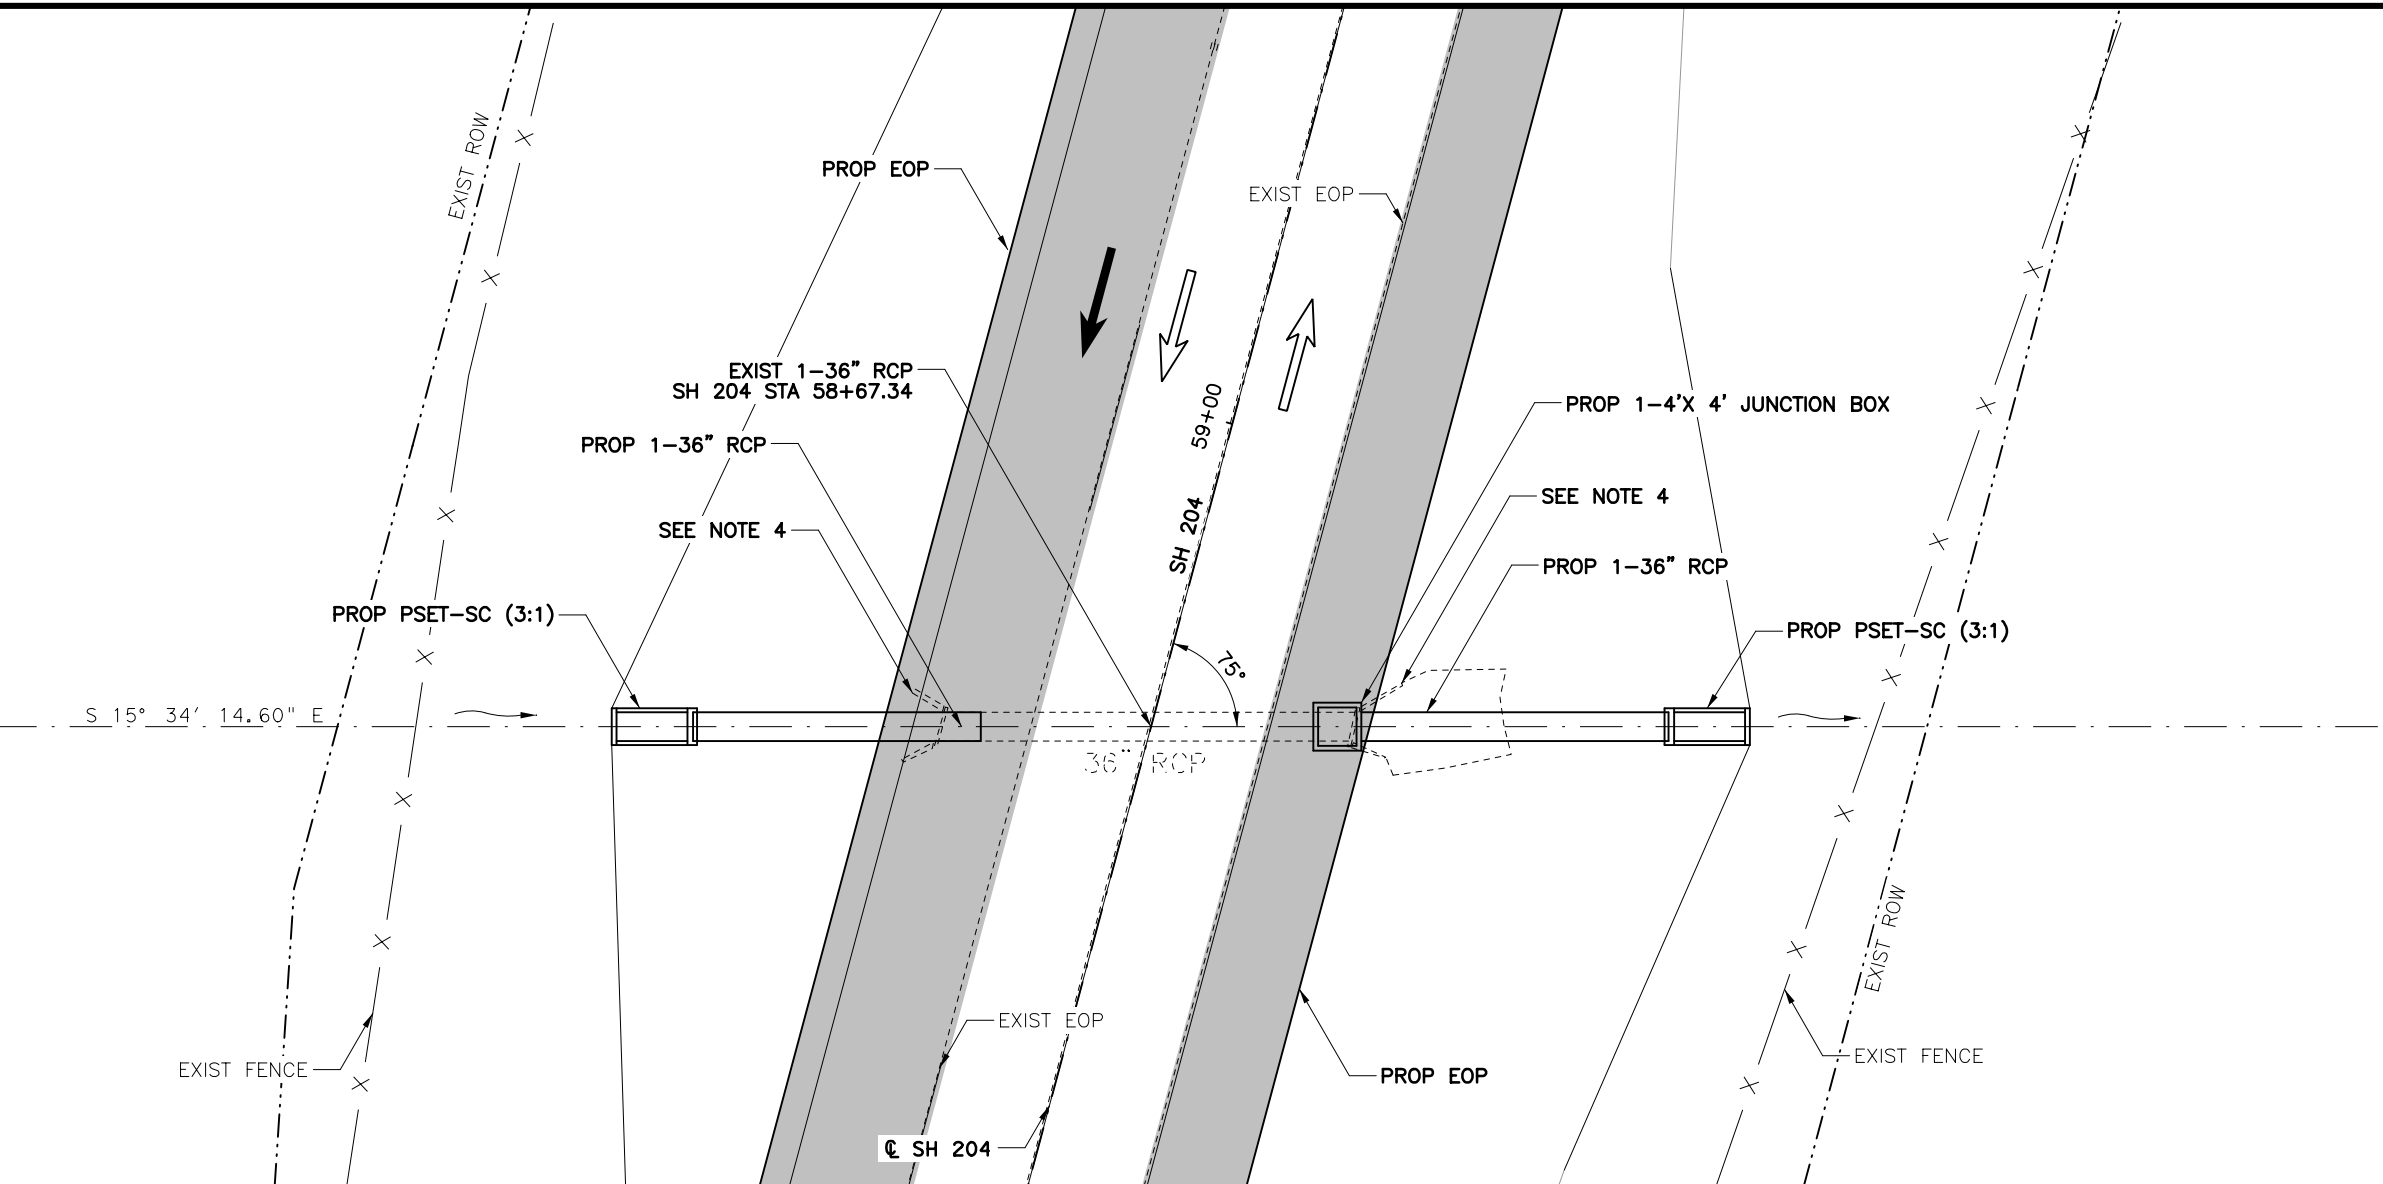 EXIST ROW
PROP EOP
EXIST EOP
EXIST 1-36" RCP
SH 204 STA 58+67.34
59+00
PROP 1-4'X 4' JUNCTION BOX
PROP 1-36" RCP
SEE NOTE 4
SEE NOTE 4
SH 204
PROP 1-36" RCP
PROP PSET-SC (3:1)
PROP PSET-SC (3:1)
75°
S 15° 34' 14.60" E
36" RCP
EXIST ROW
EXIST EOP
EXIST FENCE
EXIST FENCE
PROP EOP
℄ SH 204